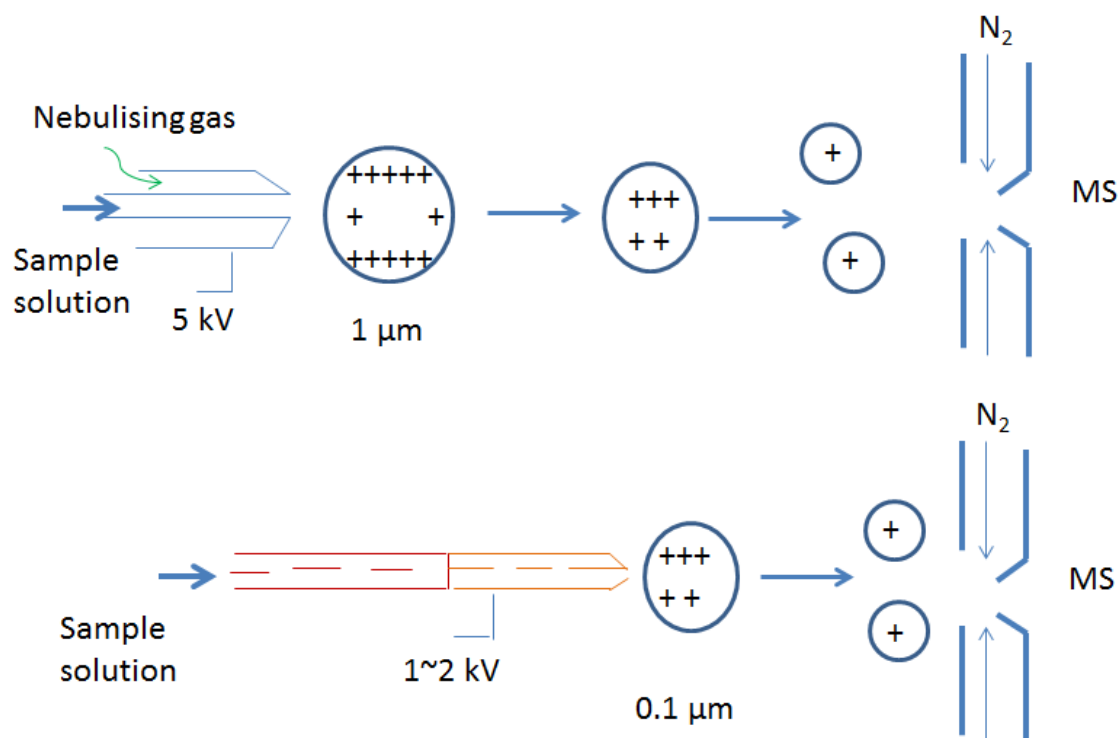 N₂
Nebulising gas
+++++
+ +
+++++
+++
+ +
+
+
MS
Sample
solution
5 kV
1 µm
N₂
+++
+ +
+
+
MS
Sample
solution
1~2 kV
0.1 µm